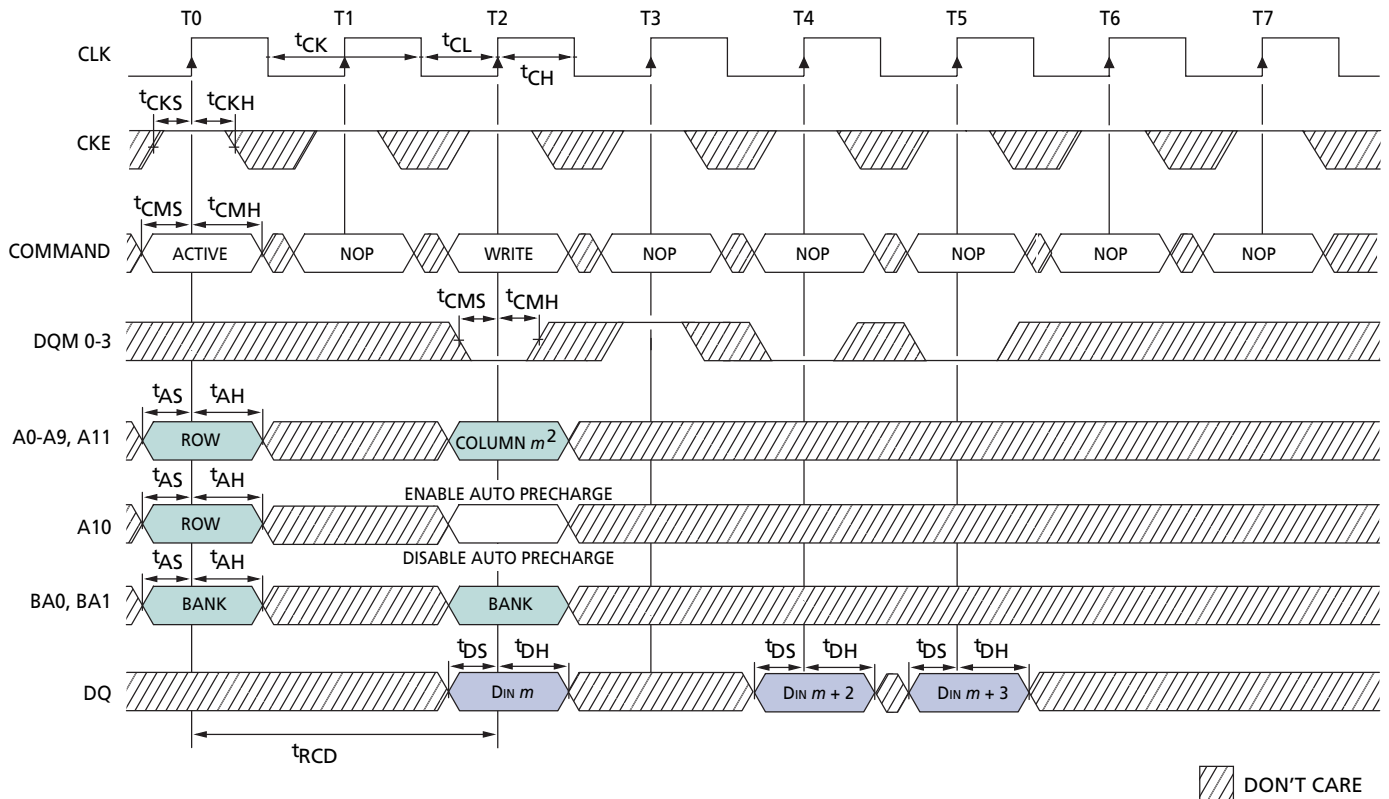 T0 T1 T2 T3 T4 T5 T6 T7
CLK tCK tCL tCH
tCKS tCKH
CKE
tCMS tCMH
COMMAND ACTIVE NOP WRITE NOP NOP NOP NOP NOP
tCMS tCMH
DQM 0-3
tAS tAH
A0-A9, A11 ROW COLUMN m2
tAS tAH ENABLE AUTO PRECHARGE
A10 ROW
tAS tAH DISABLE AUTO PRECHARGE
BA0, BA1 BANK BANK
tDS tDH tDS tDH tDS tDH
DQ DIN m DIN m + 2 DIN m + 3
tRCD
DON'T CARE